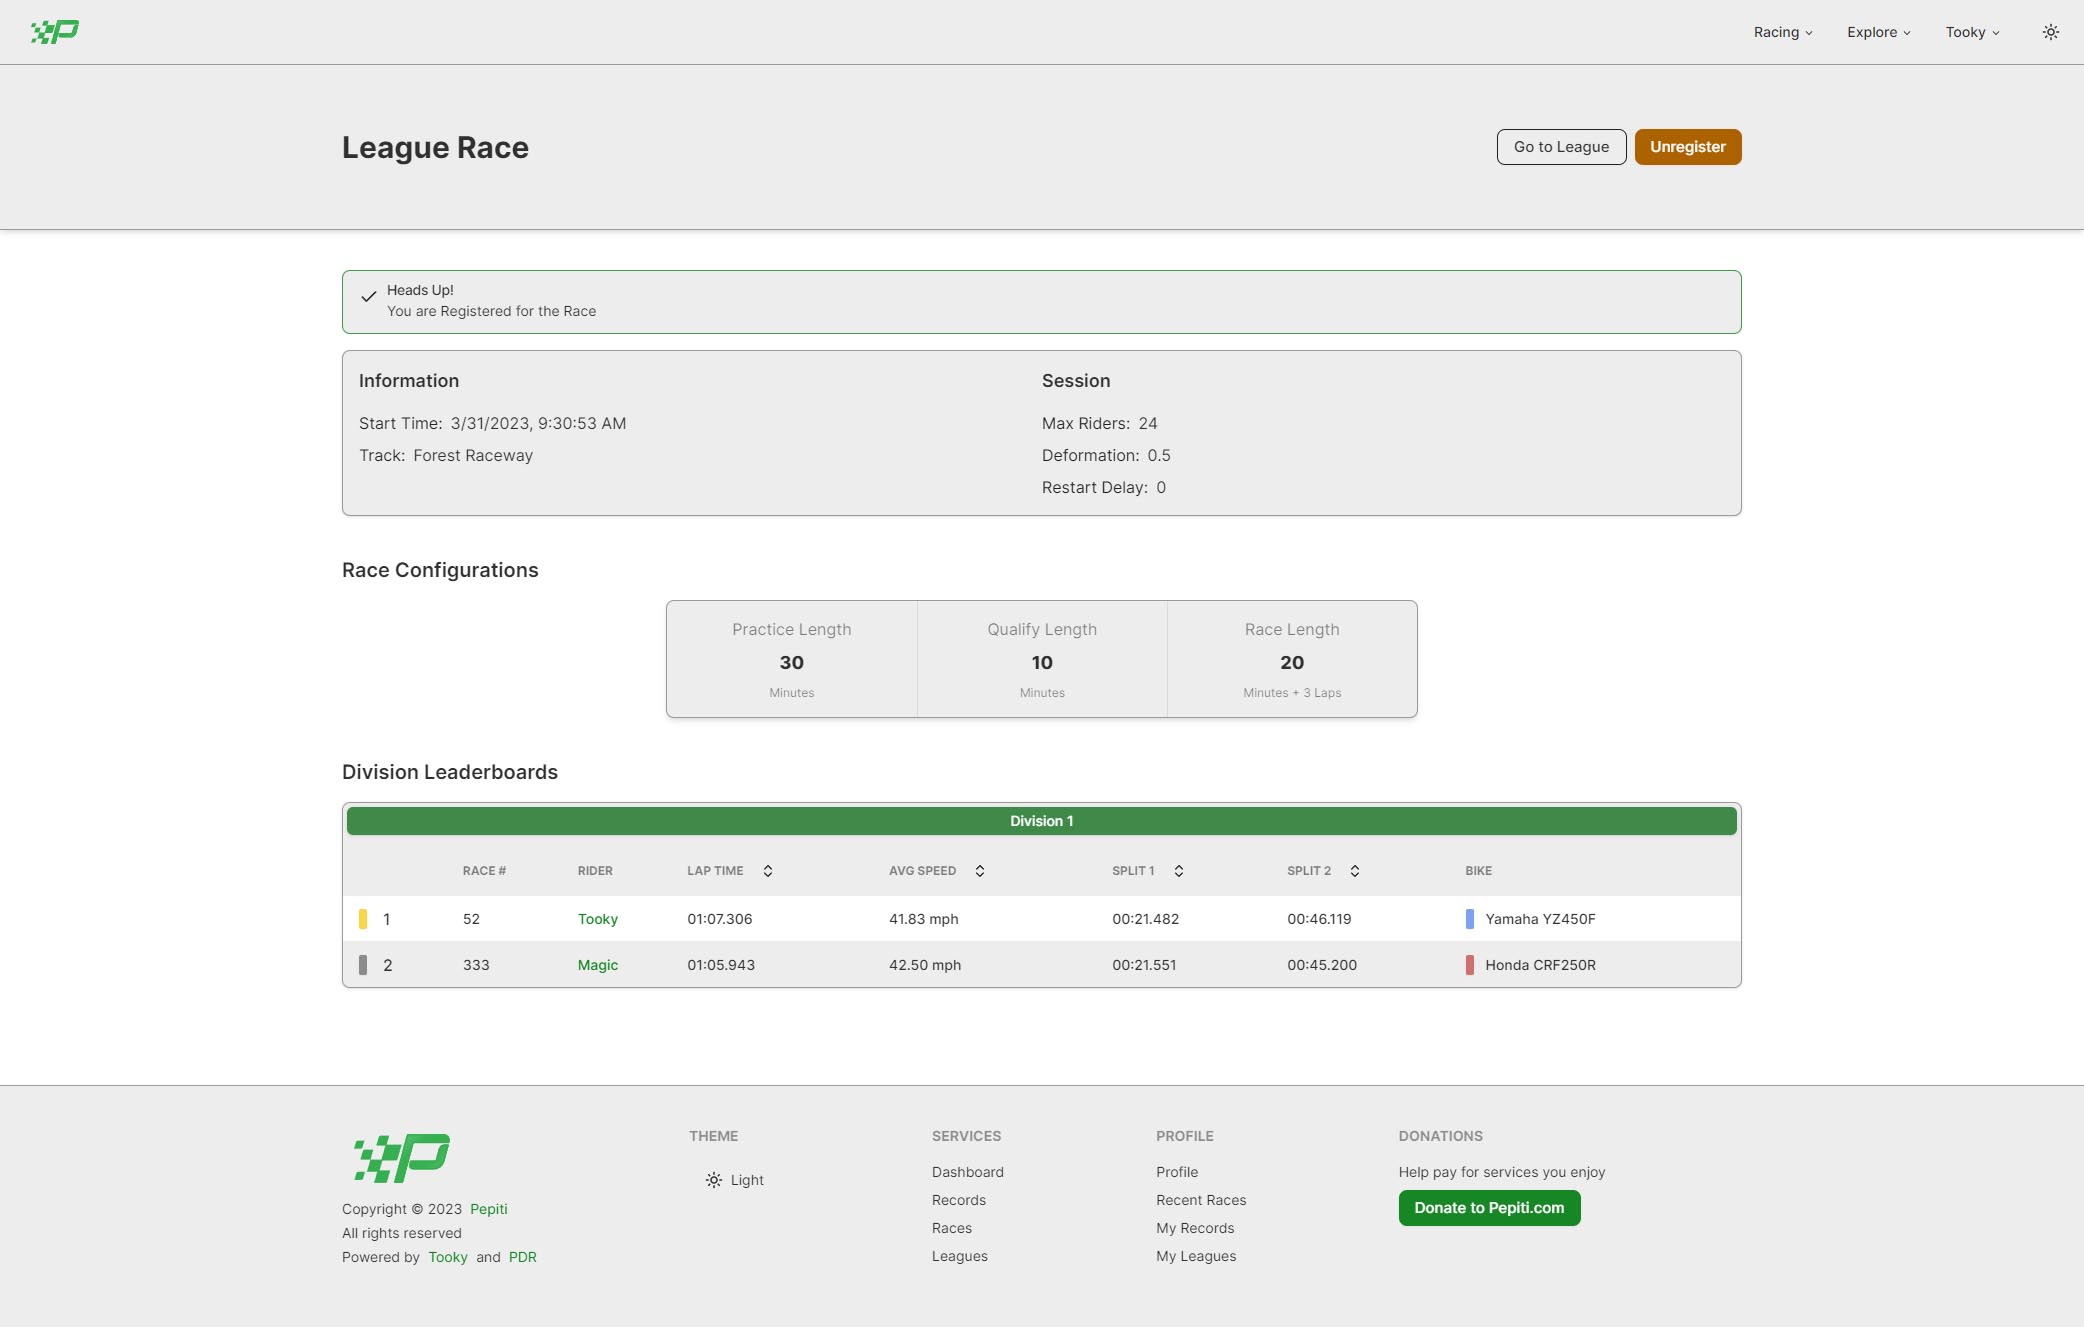 Racing Explore Tooky
League Race
Go to League Unregister
Heads Up!
You are Registered for the Race
Information
Start Time: 3/31/2023, 9:30:53 AM
Track: Forest Raceway
Session
Max Riders: 24
Deformation: 0.5
Restart Delay: 0
Race Configurations
Practice Length
30
Minutes
Qualify Length
10
Minutes
Race Length
20
Minutes + 3 Laps
Division Leaderboards
Division 1
RACE # RIDER LAP TIME AVG SPEED SPLIT 1 SPLIT 2 BIKE
1 52 Tooky 01:07.306 41.83 mph 00:21.482 00:46.119 Yamaha YZ450F
2 333 Magic 01:05.943 42.50 mph 00:21.551 00:45.200 Honda CRF250R
P
Copyright © 2023 Pepiti
All rights reserved
Powered by Tooky and PDR
THEME
Light
SERVICES
Dashboard
Records
Races
Leagues
PROFILE
Profile
Recent Races
My Records
My Leagues
DONATIONS
Help pay for services you enjoy
Donate to Pepiti.com